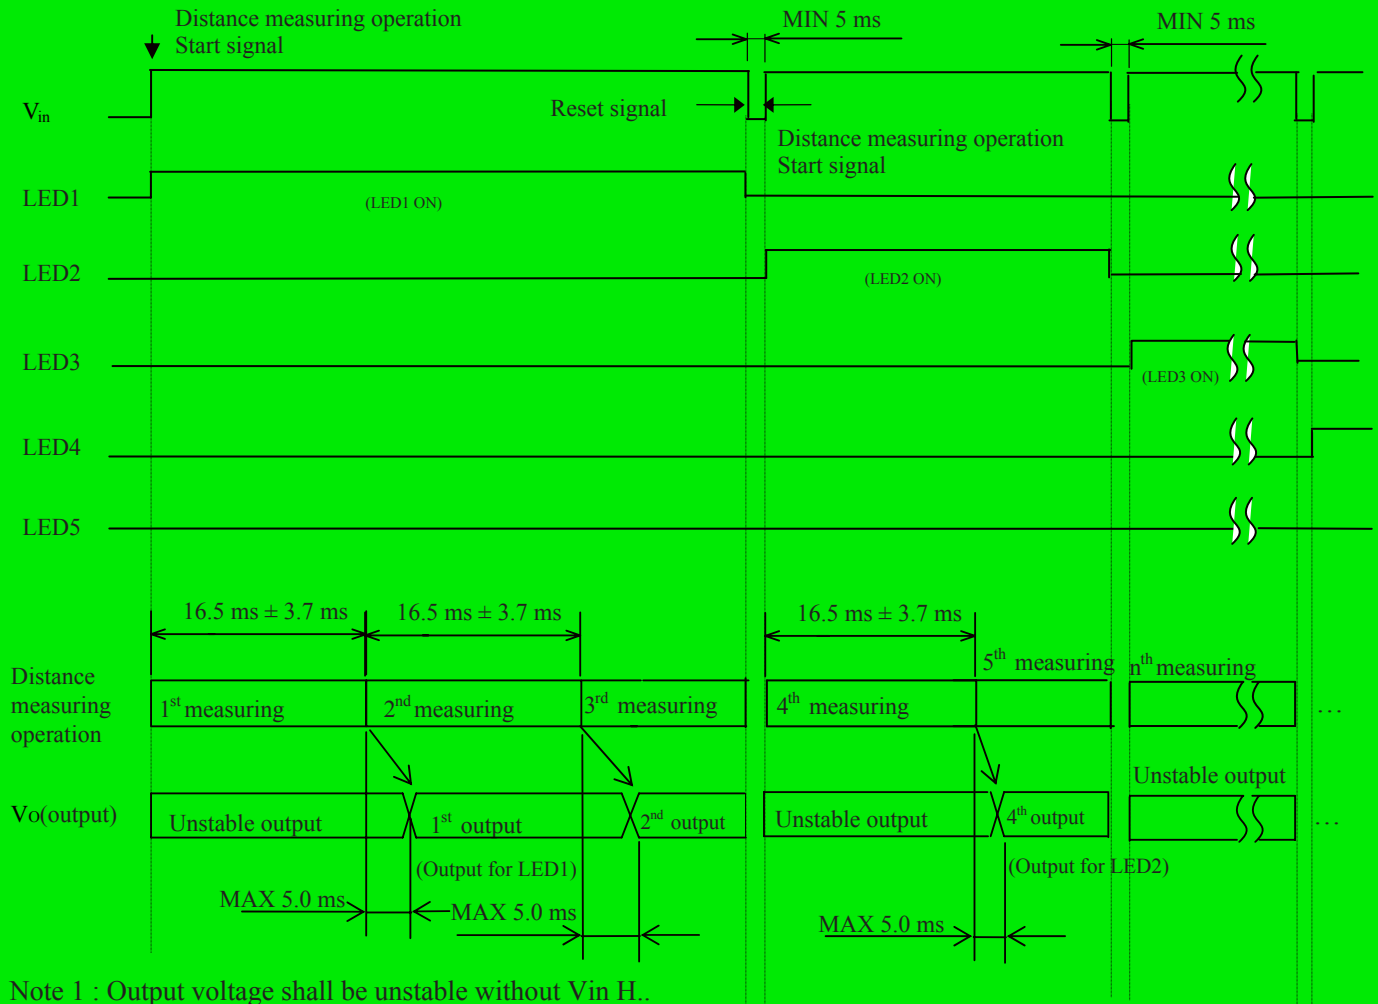 Distance measuring operation
Start signal
MIN 5 ms
MIN 5 ms
Vin
Reset signal
Distance measuring operation
Start signal
LED1
(LED1 ON)
LED2
(LED2 ON)
LED3
(LED3 ON)
LED4
LED5
16.5 ms ± 3.7 ms
16.5 ms ± 3.7 ms
16.5 ms ± 3.7 ms
Distance
measuring
operation
1st measuring
2nd measuring
3rd measuring
4th measuring
5th measuring
nth measuring
…
Vo(output)
Unstable output
1st output
2nd output
Unstable output
4th output
Unstable output
…
(Output for LED1)
(Output for LED2)
MAX 5.0 ms
MAX 5.0 ms
MAX 5.0 ms
Note 1 : Output voltage shall be unstable without Vin H..